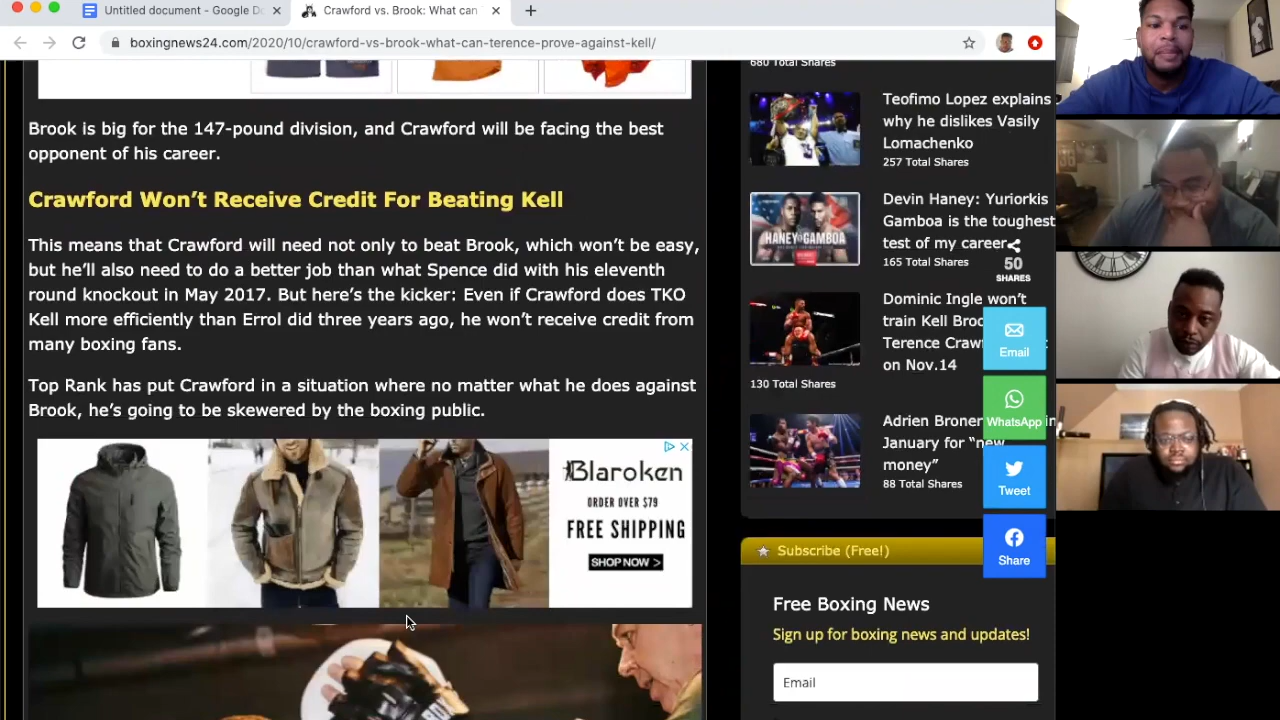 Untitled document - Google Do
Crawford vs. Brook: What can
boxingnews24.com/2020/10/crawford-vs-brook-what-can-terence-prove-against-kell/
Brook is big for the 147-pound division, and Crawford will be facing the best
opponent of his career.
Crawford Won’t Receive Credit For Beating Kell
This means that Crawford will need not only to beat Brook, which won’t be easy,
but he’ll also need to do a better job than what Spence did with his eleventh
round knockout in May 2017. But here’s the kicker: Even if Crawford does TKO
Kell more efficiently than Errol did three years ago, he won’t receive credit from
many boxing fans.
Top Rank has put Crawford in a situation where no matter what he does against
Brook, he’s going to be skewered by the boxing public.
Blaroken
ORDER OVER $79
FREE SHIPPING
SHOP NOW >
680 Total Shares
Teofimo Lopez explains
why he dislikes Vasily
Lomachenko
257 Total Shares
HANEY GAMBOA
Devin Haney: Yuriorkis
Gamboa is the toughest
test of my career
165 Total Shares
Dominic Ingle won’t
train Kell Broo
Terence Craw
on Nov.14
130 Total Shares
Adrien Broner in
January for “new
money”
88 Total Shares
50
SHARES
Email
WhatsApp
Tweet
Share
Subscribe (Free!)
Free Boxing News
Sign up for boxing news and updates!
Email